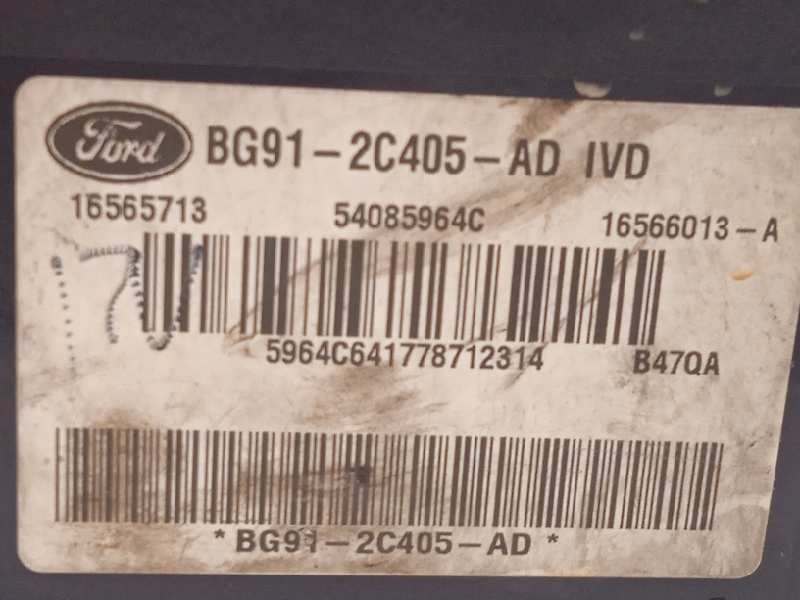 Ford BG91-2C405-AD IVD
16565713 54085964C 16566013-A
5964C641778712314 B47QA
*BG91-2C405-AD*